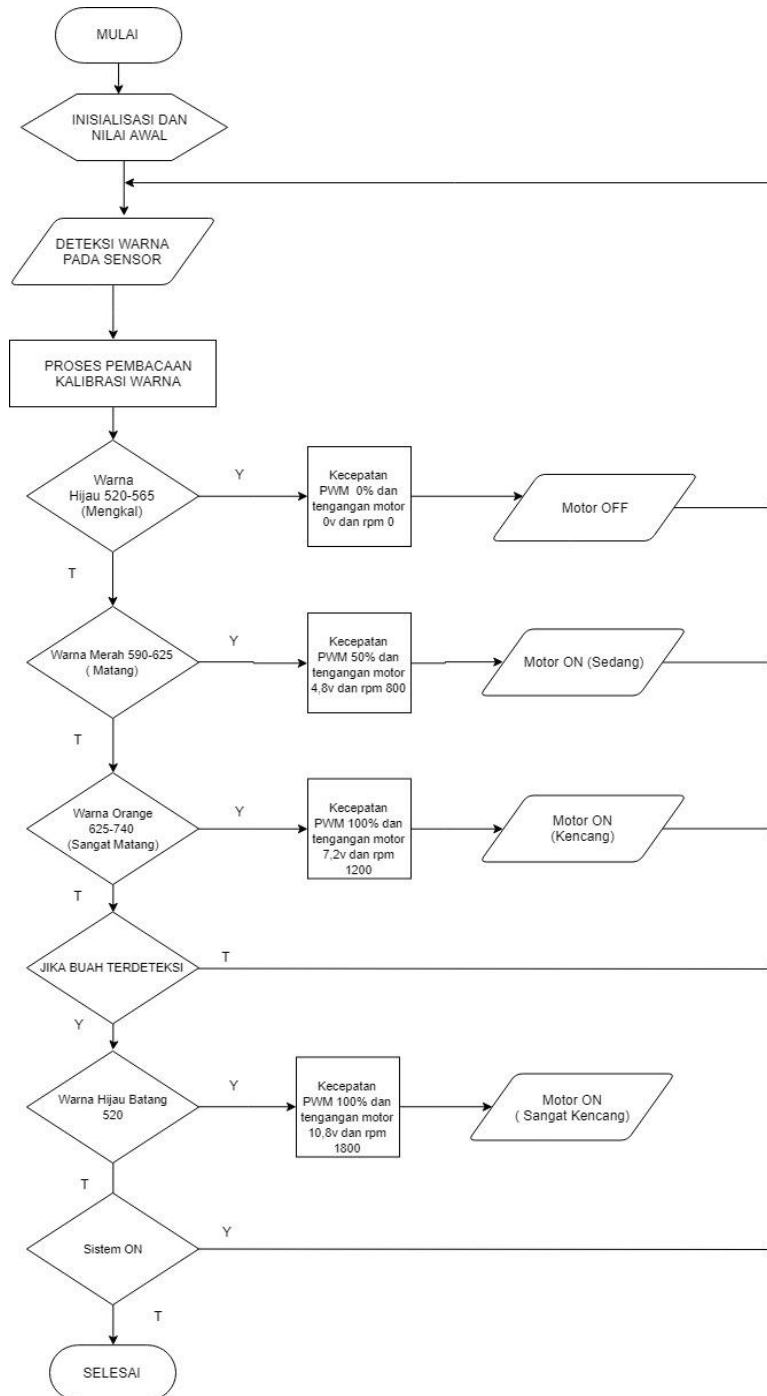 MULAI
INISIALISASI DAN
NILAI AWAL
DETEKSI WARNA
PADA SENSOR
PROSES PEMBACAAN
KALIBRASI WARNA
Warna
Hijau 520-565
(Mengkal)
Y
Kecepatan
PWM 0% dan
tengangan motor
0v dan rpm 0
Motor OFF
T
Warna Merah 590-625
( Matang)
Y
Kecepatan
PWM 50% dan
tengangan motor
4,8v dan rpm 800
Motor ON (Sedang)
T
Warna Orange
625-740
(Sangat Matang)
Y
Kecepatan
PWM 100% dan
tengangan motor
7,2v dan rpm
1200
Motor ON
(Kencang)
T
JIKA BUAH TERDETEKSI
T
Y
Warna Hijau Batang
520
Y
Kecepatan
PWM 100% dan
tengangan motor
10,8v dan rpm
1800
Motor ON
( Sangat Kencang)
T
Sistem ON
Y
T
SELESAI